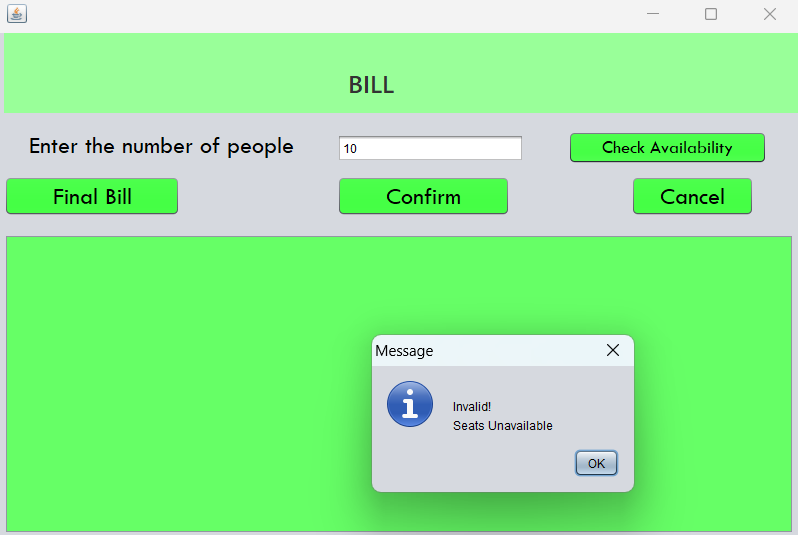 BILL
Enter the number of people
10
Check Availability
Final Bill
Confirm
Cancel
Message
Invalid!
Seats Unavailable
OK